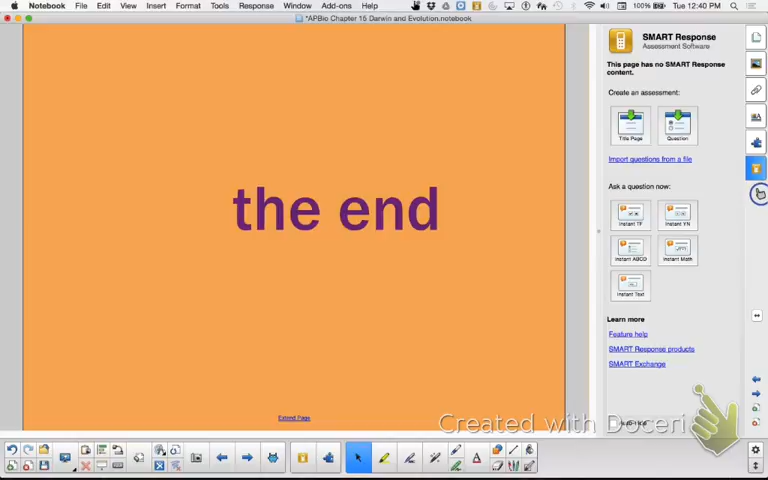 Notebook File Edit View Insert Format Tools Response Window Add-ons Help 100% Tue 12:40 PM
*APBio Chapter 15 Darwin and Evolution.notebook
the end
Extend Page
SMART Response
Assessment Software
This page has no SMART Response
content.
Create an assessment:
Title Page Question
Import questions from a file
Ask a question now:
Instant TF Instant YN
Instant ABCD Instant Math
Instant Text
Learn more
Feature help
SMART Response products
SMART Exchange
Created with Doceri